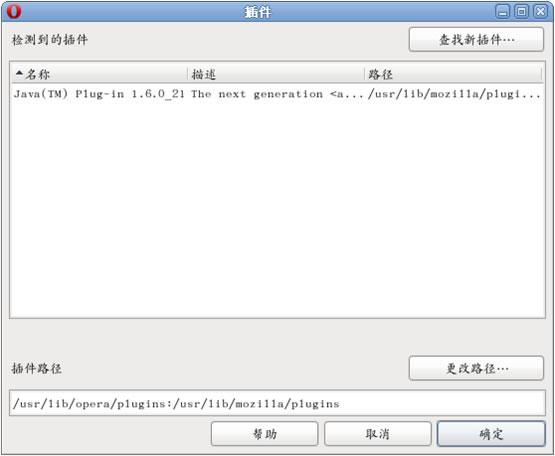 插件
检测到的插件 查找新插件…
名称 描述 路径
Java(TM) Plug-in 1.6.0_21 The next generation <a... /usr/lib/mozilla/plugi...
插件路径 更改路径…
/usr/lib/opera/plugins:/usr/lib/mozilla/plugins
帮助 取消 确定